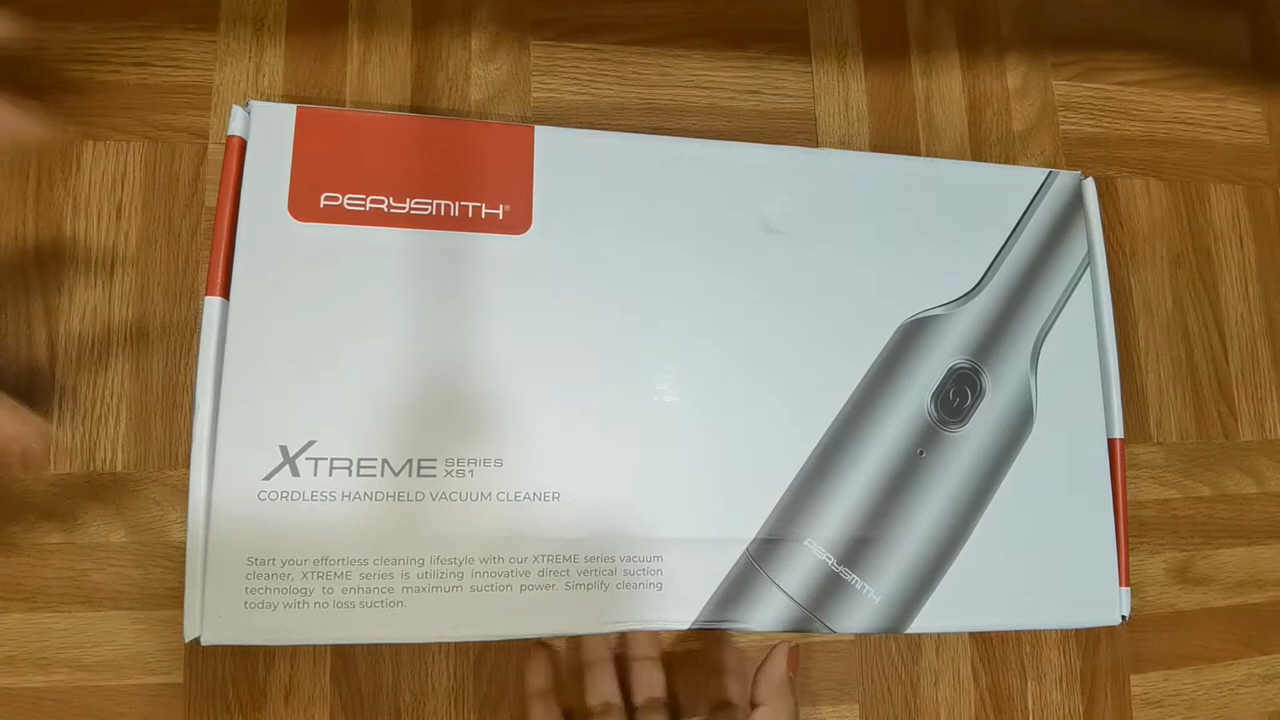 PERYSMITH®
XTREME SERIES XS1
CORDLESS HANDHELD VACUUM CLEANER
Start your effortless cleaning lifestyle with our XTREME series vacuum
cleaner, XTREME series is utilizing innovative direct vertical suction
technology to enhance maximum suction power. Simplify cleaning
today with no loss suction.
PERYSMITH